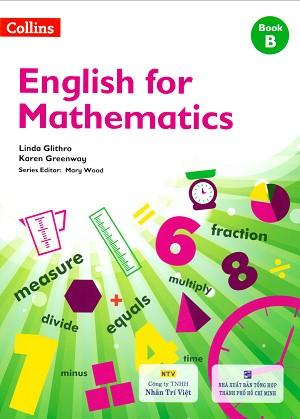 Collins
Book
B
English for
Mathematics
Linda Glithro
Karen Greenway
Series Editor: Mary Wood
6
fraction
measure
+
8
multiply
÷
divide
equals
1
minus
4
NTV
Công ty TNHH
Nhân Trí Việt
NHÀ XUẤT BẢN TỔNG HỢP
THÀNH PHỐ HỒ CHÍ MINH